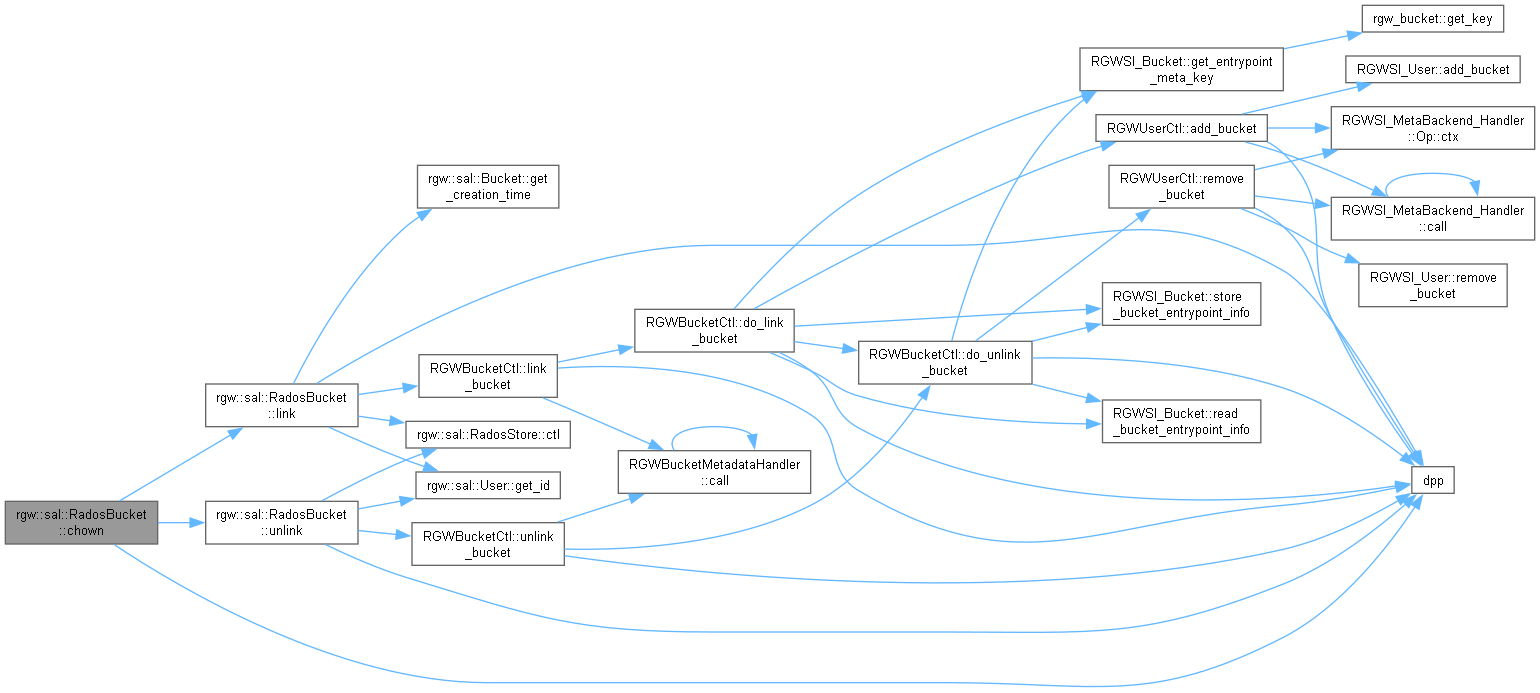 rgw::sal::RadosBucket
::chown
rgw::sal::RadosBucket
::link
rgw::sal::RadosBucket
::unlink
rgw::sal::Bucket::get
_creation_time
RGWBucketCtl::link
_bucket
rgw::sal::RadosStore::ctl
rgw::sal::User::get_id
RGWBucketCtl::unlink
_bucket
RGWBucketCtl::do_link
_bucket
RGWBucketMetadataHandler
::call
RGWBucketCtl::do_unlink
_bucket
RGWSI_Bucket::get_entrypoint
_meta_key
RGWUserCtl::add_bucket
RGWUserCtl::remove
_bucket
RGWSI_Bucket::store
_bucket_entrypoint_info
RGWSI_Bucket::read
_bucket_entrypoint_info
rgw_bucket::get_key
RGWSI_User::add_bucket
RGWSI_MetaBackend_Handler
::Op::ctx
RGWSI_MetaBackend_Handler
::call
RGWSI_User::remove
_bucket
dpp